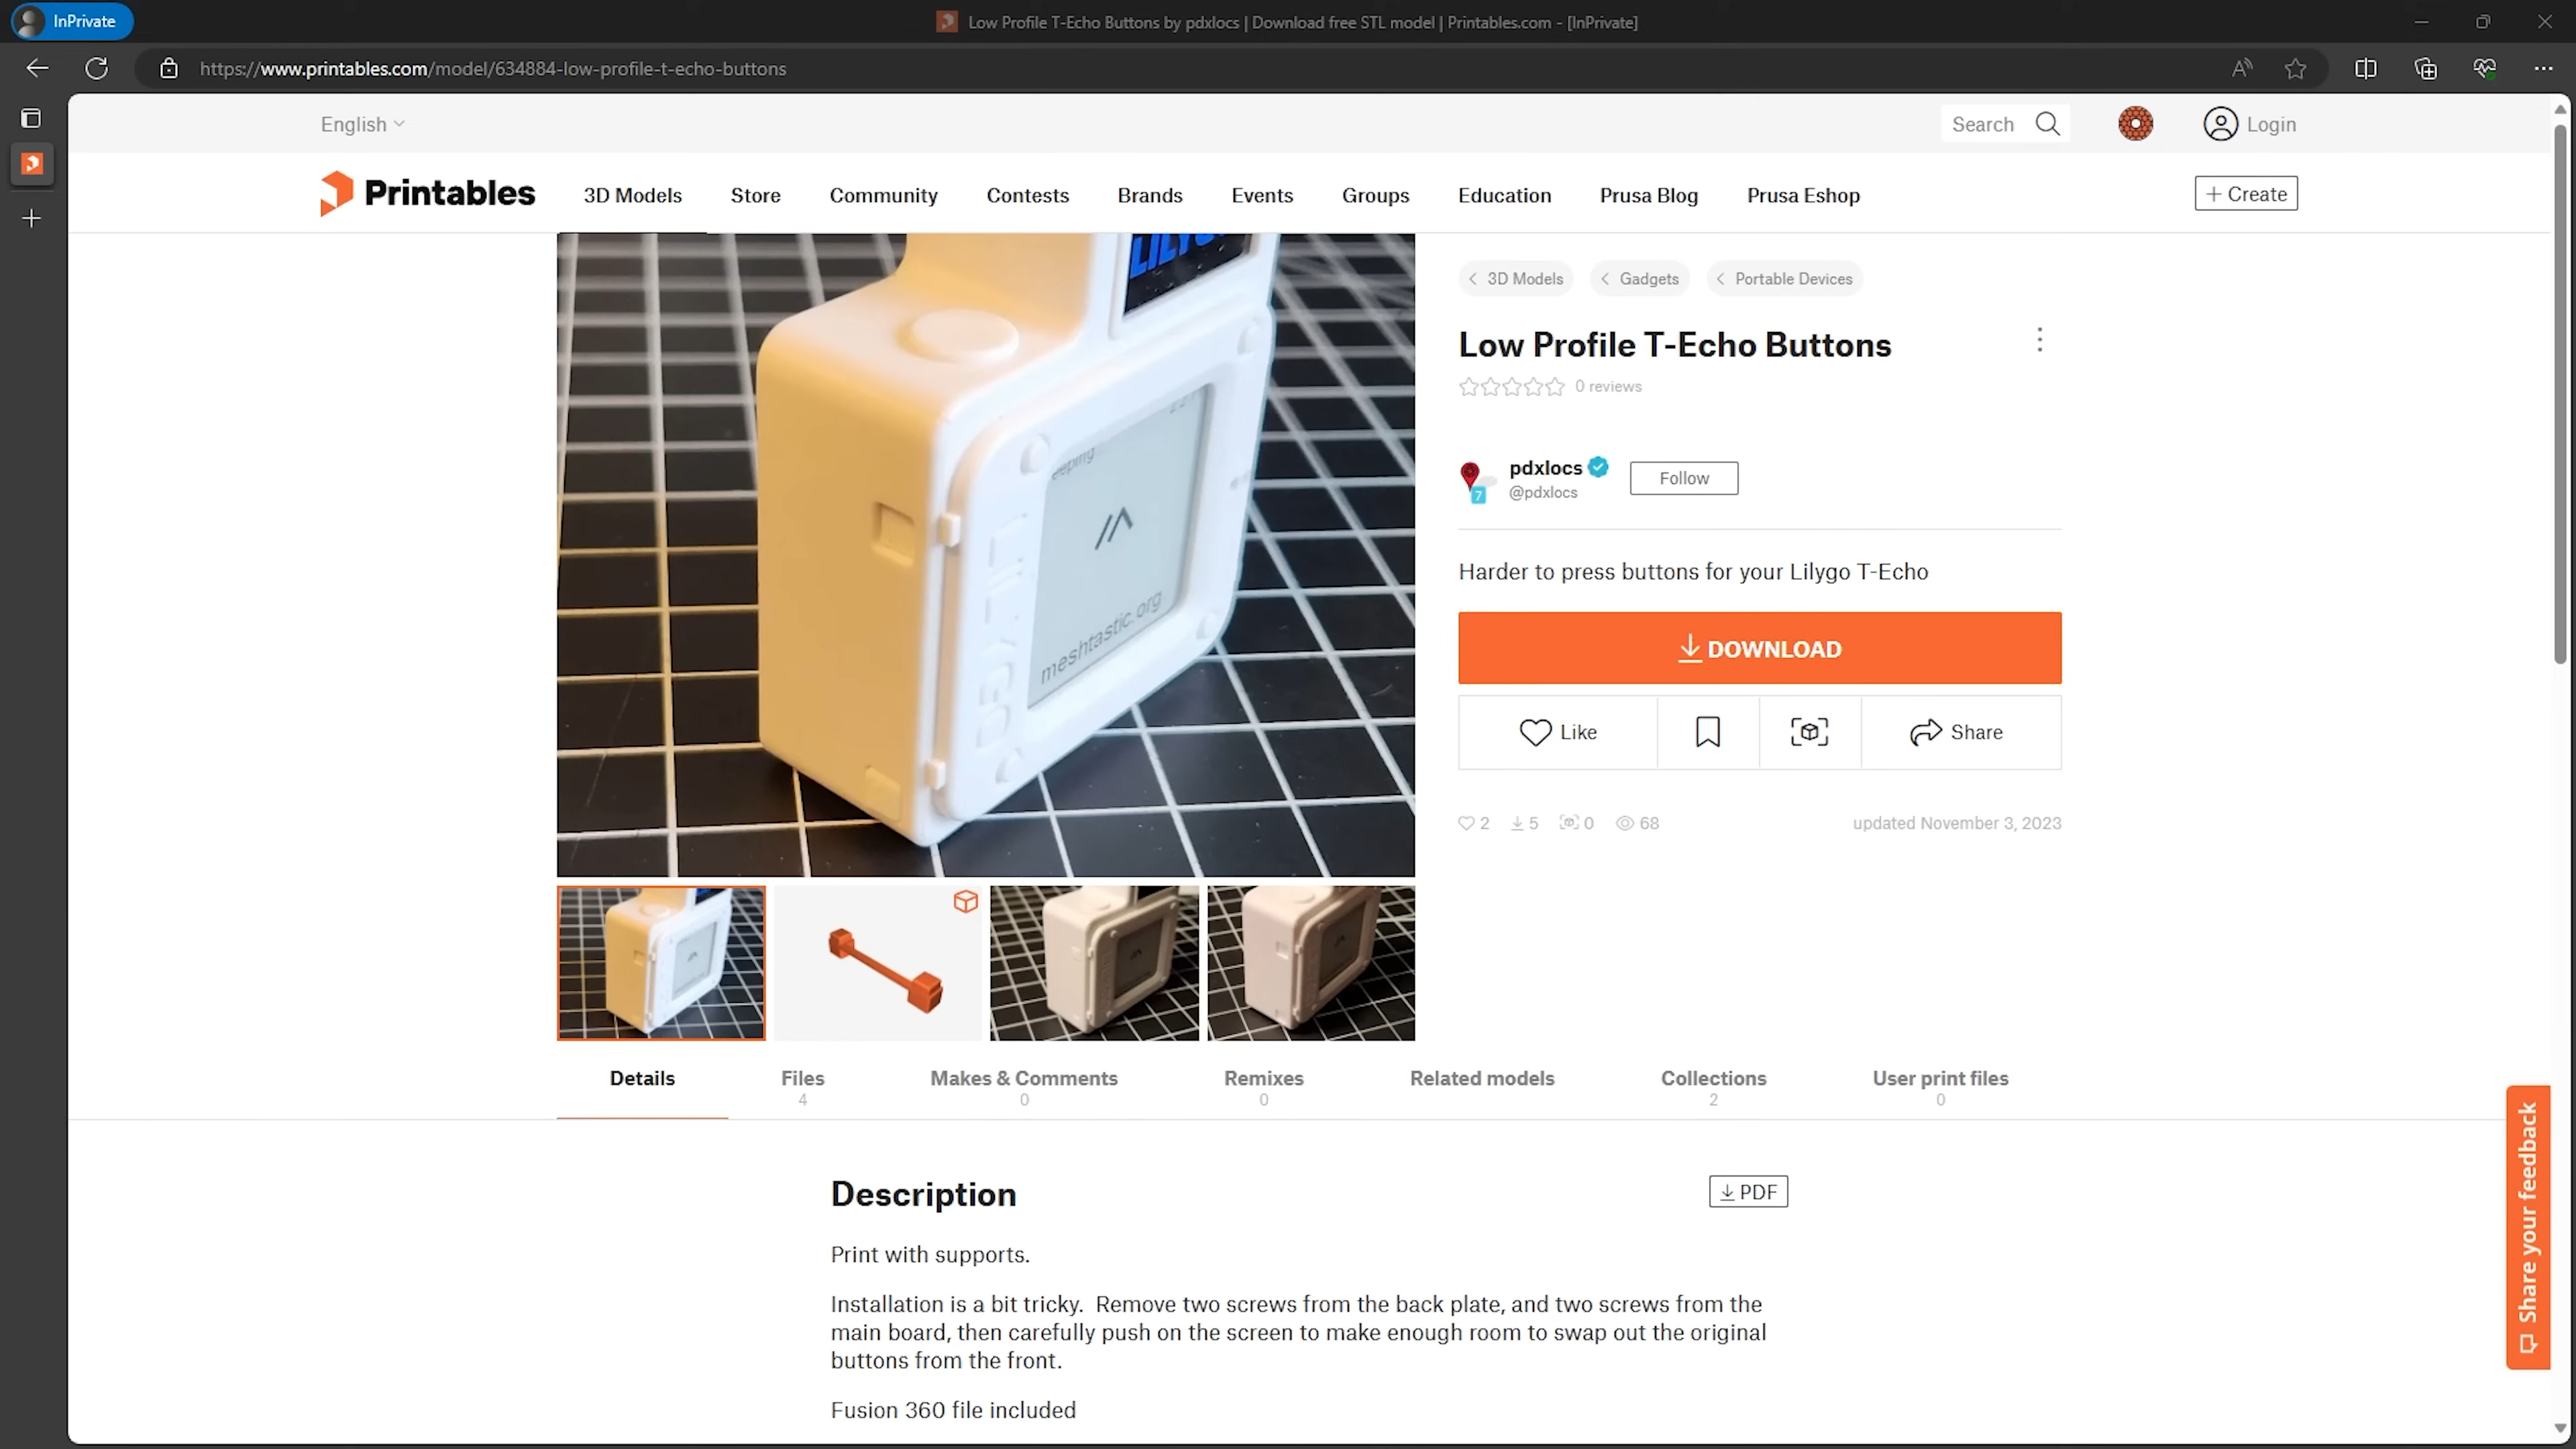 InPrivate
Low Profile T-Echo Buttons by pdxlocs | Download free STL model | Printables.com - [InPrivate]
https://www.printables.com/model/634884-low-profile-t-echo-buttons
English
Search
Login
Printables
3D Models
Store
Community
Contests
Brands
Events
Groups
Education
Prusa Blog
Prusa Eshop
+ Create
LILYGO
meshtastic.org
LILYGO
3D Models
Gadgets
Portable Devices
Low Profile T-Echo Buttons
0 reviews
pdxlocs
7
@pdxlocs
Follow
Harder to press buttons for your Lilygo T-Echo
DOWNLOAD
Like
Share
2
5
0
68
updated November 3, 2023
Details
Files
4
Makes & Comments
0
Remixes
0
Related models
Collections
2
User print files
0
Description
PDF
Print with supports.
Installation is a bit tricky. Remove two screws from the back plate, and two screws from the
main board, then carefully push on the screen to make enough room to swap out the original
buttons from the front.
Fusion 360 file included
Share your feedback